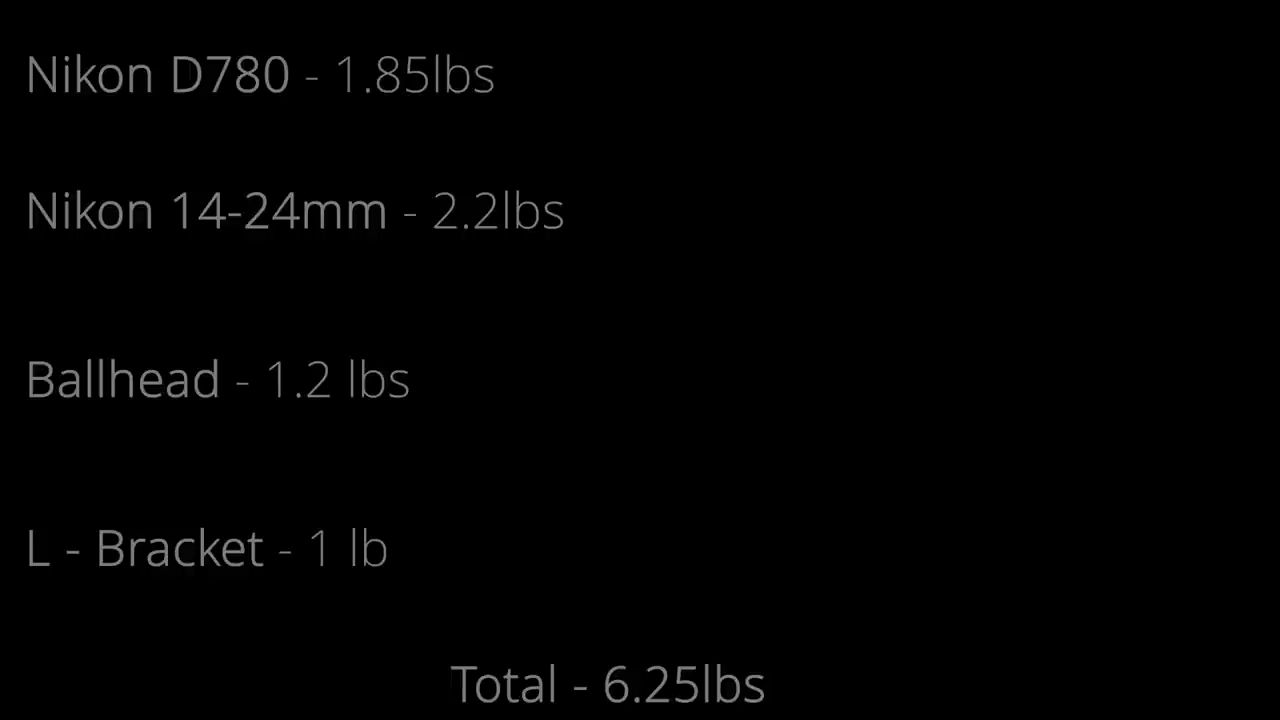 Nikon D780 - 1.85lbs
Nikon 14-24mm - 2.2lbs
Ballhead - 1.2 lbs
L - Bracket - 1 lb
Total - 6.25lbs